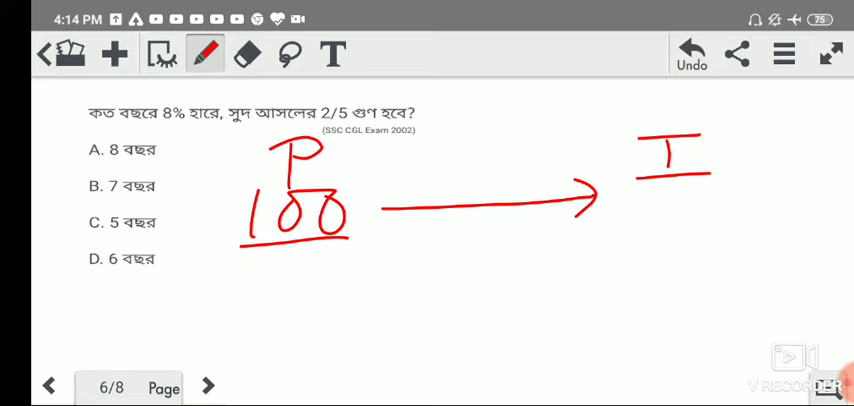 4:14 PM 75
T Undo
কত বছরে 8% হারে, সুদ আসলের 2/5 গুণ হবে?
(SSC CGL Exam 2002)
A. 8 বছর
B. 7 বছর
C. 5 বছর
D. 6 বছর
P I
100
V RECORDER
6/8 Page